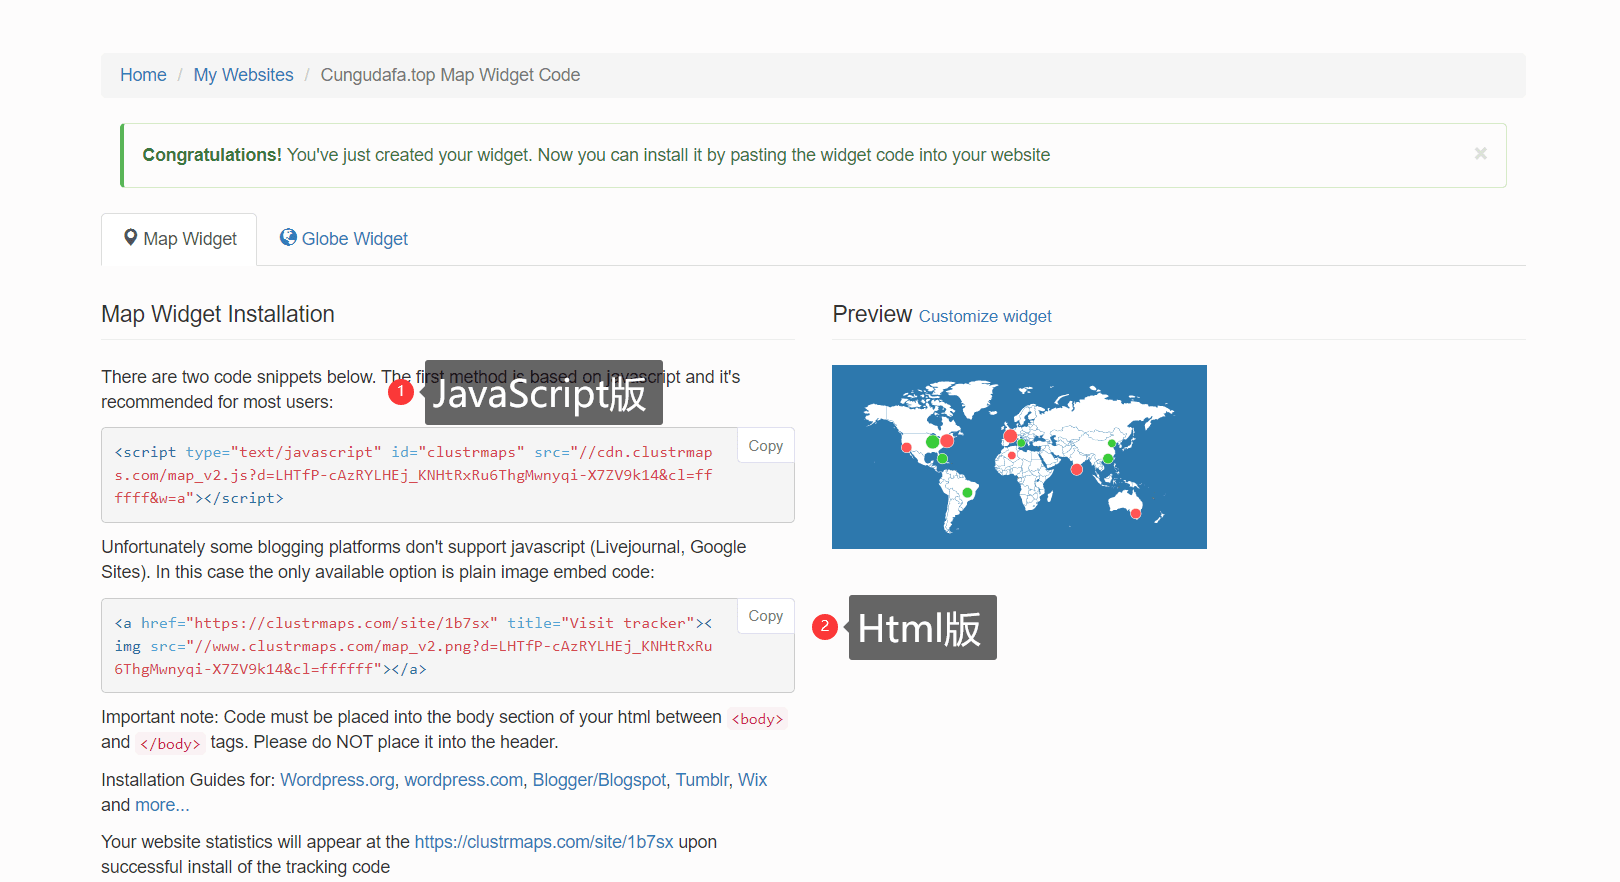 Home / My Websites / Cungudafa.top Map Widget Code
Congratulations! You've just created your widget. Now you can install it by pasting the widget code into your website ×
Map Widget Globe Widget
Map Widget Installation
There are two code snippets below. The first method is based on javascript and it's
recommended for most users:
1 JavaScript版
<script type="text/javascript" id="clustrmaps" src="//cdn.clustrmap
s.com/map_v2.js?d=LHTfP-cAzRYLHEj_KNHtRxRu6ThgMwnyqi-X7ZV9k14&cl=ff
ffff&w=a"></script>
Copy
Unfortunately some blogging platforms don't support javascript (Livejournal, Google
Sites). In this case the only available option is plain image embed code:
<a href="https://clustrmaps.com/site/1b7sx" title="Visit tracker"><
img src="//www.clustrmaps.com/map_v2.png?d=LHTfP-cAzRYLHEj_KNHtRxRu
6ThgMwnyqi-X7ZV9k14&cl=ffffff"></a>
Copy
2 Html版
Important note: Code must be placed into the body section of your html between <body>
and </body> tags. Please do NOT place it into the header.
Installation Guides for: Wordpress.org, wordpress.com, Blogger/Blogspot, Tumblr, Wix
and more...
Your website statistics will appear at the https://clustrmaps.com/site/1b7sx upon
successful install of the tracking code
Preview Customize widget